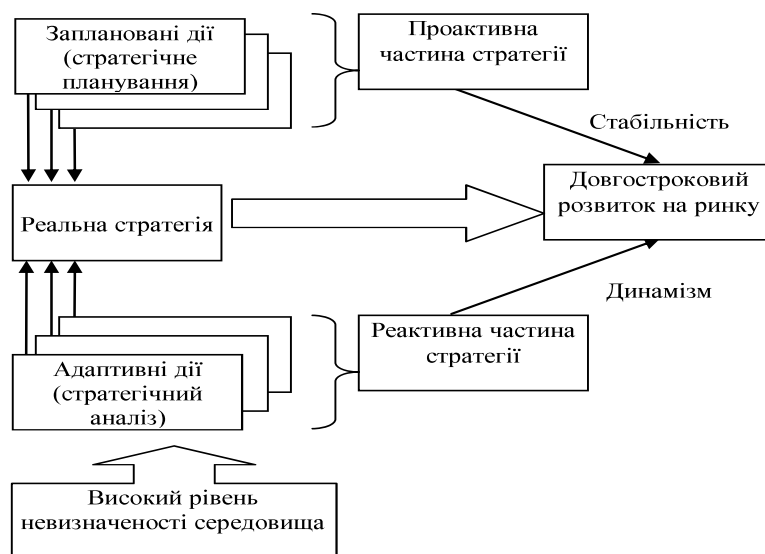 Заплановані дії
(стратегічне
планування)
Проактивна
частина стратегії
Стабільність
Реальна стратегія
Довгостроковий
розвиток на ринку
Динамізм
Реактивна частина
стратегії
Адаптивні дії
(стратегічний
аналіз)
Високий рівень
невизначеності середовища